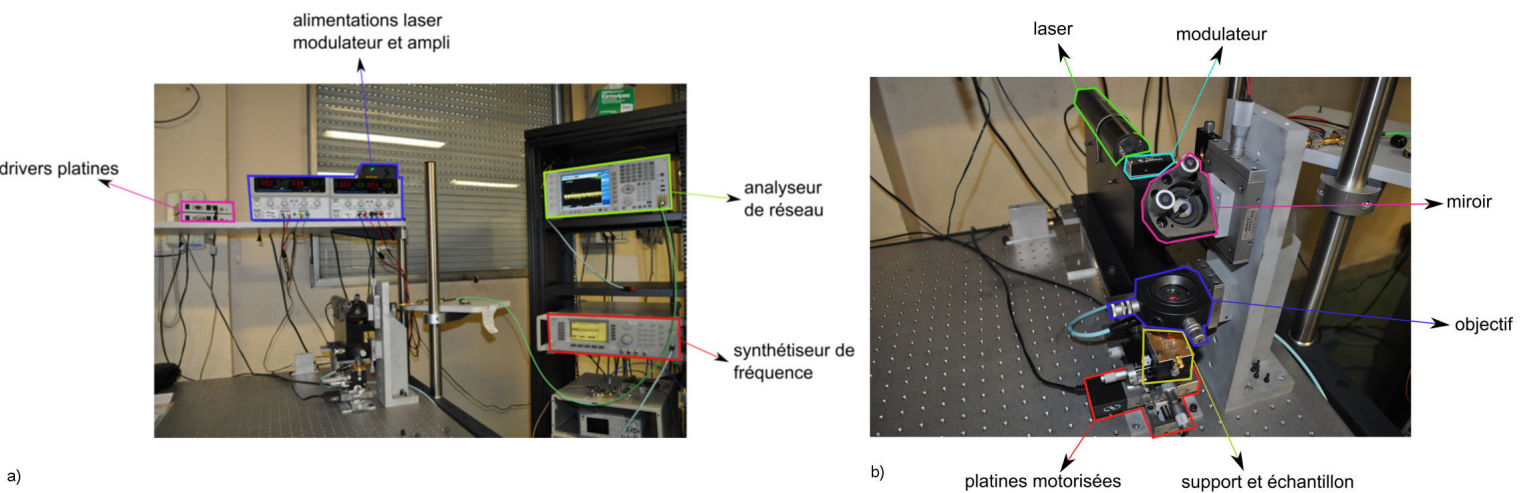 alimentations laser
modulateur et ampli
drivers platines
analyseur
de réseau
synthétiseur de
fréquence
a)
laser
modulateur
miroir
objectif
platines motorisées
support et échantillon
b)